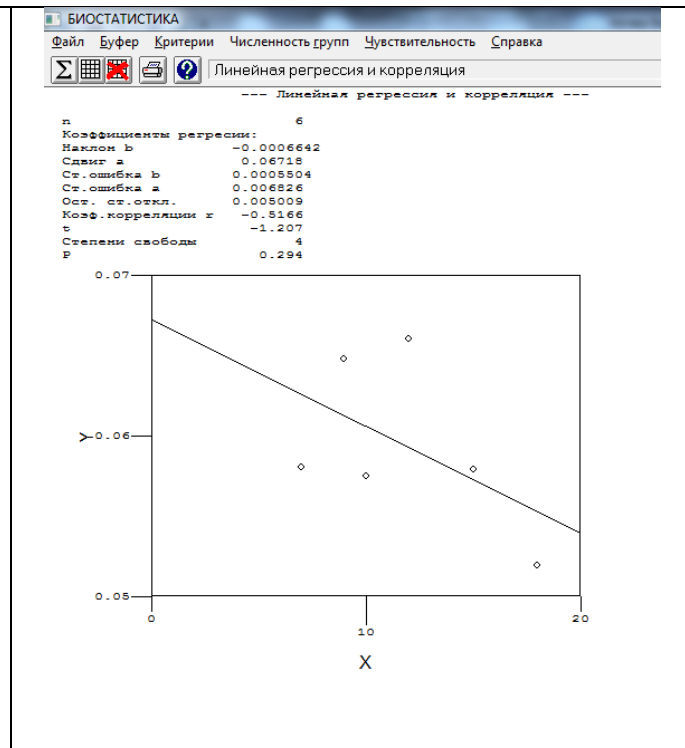 БИОСТАТИСТИКА
Файл Буфер Критерии Численность групп Чувствительность Справка
Линейная регрессия и корреляция
--- Линейная регрессия и корреляция ---
n 6
Коэффициенты регресии:
Наклон b -0.0006642
Сдвиг a 0.06718
Ст.ошибка b 0.0005504
Ст.ошибка a 0.006826
Ост. ст.откл. 0.005009
Коэф.корреляции r -0.5166
t -1.207
Степени свободы 4
P 0.294
0.07
Y 0.06
0.05
0 10 20
X